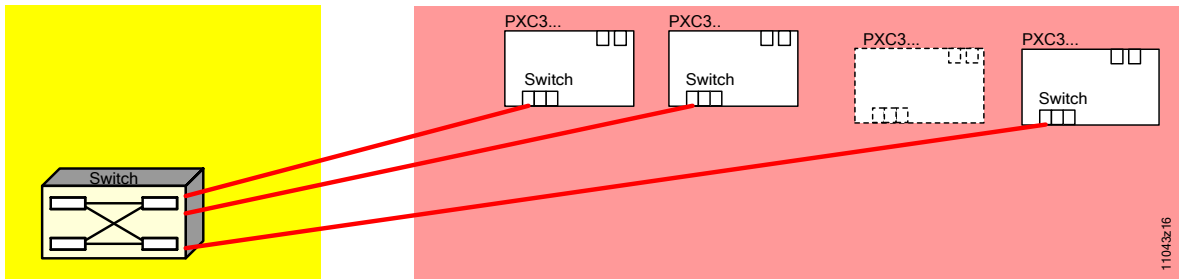 PXC3...
PXC3..
PXC3...
PXC3...
Switch
Switch
Switch
Switch
11043z16